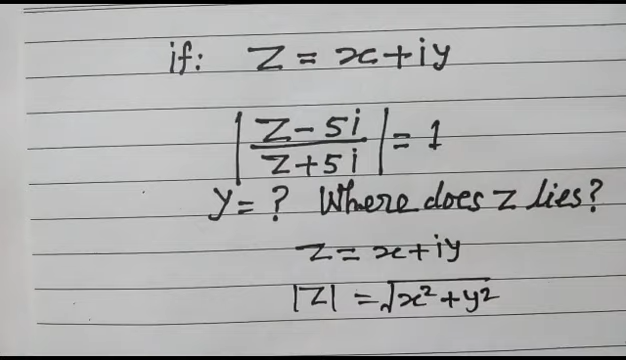 if: Z = x + iy
|Z - 5i / Z + 5i| = 1
y = ? Where does Z lies?
Z = x + iy
|Z| = √x² + y²